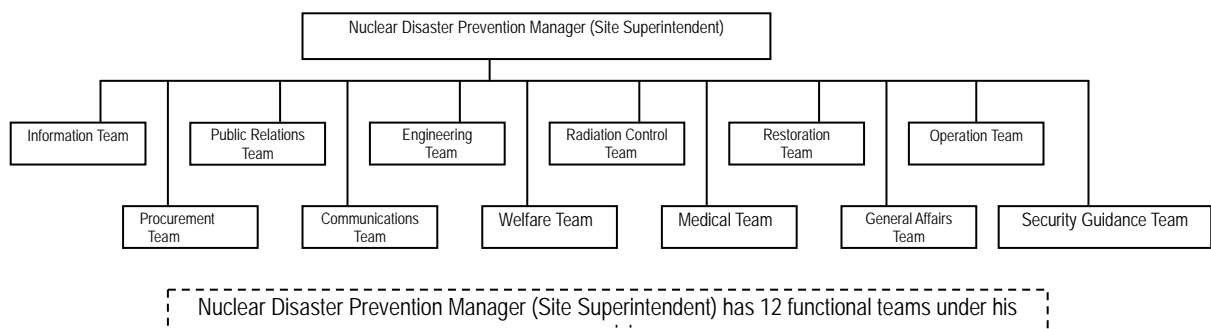 Nuclear Disaster Prevention Manager (Site Superintendent)
Information Team
Public Relations
Team
Engineering
Team
Radiation Control
Team
Restoration
Team
Operation Team
Procurement
Team
Communications
Team
Welfare Team
Medical Team
General Affairs
Team
Security Guidance Team
Nuclear Disaster Prevention Manager (Site Superintendent) has 12 functional teams under his